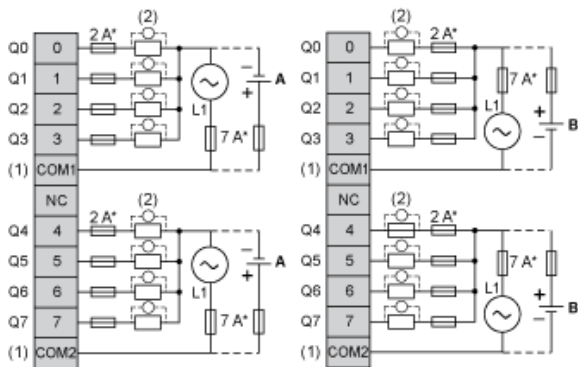 (2)
Q0 0 2 A*
Q1 1 − A
Q2 2 +
L1
Q3 3 7 A*
(1) COM1
NC
(2)
Q4 4 2 A*
Q5 5 − A
Q6 6 L1 +
Q7 7 7 A*
(1) COM2
(2)
Q0 0 2 A*
Q1 1 7 A*
Q2 2 L1 +
Q3 3 − B
(1) COM1
NC
(2)
Q4 4 2 A*
Q5 5 7 A*
Q6 6 L1 +
Q7 7 − B
(1) COM2